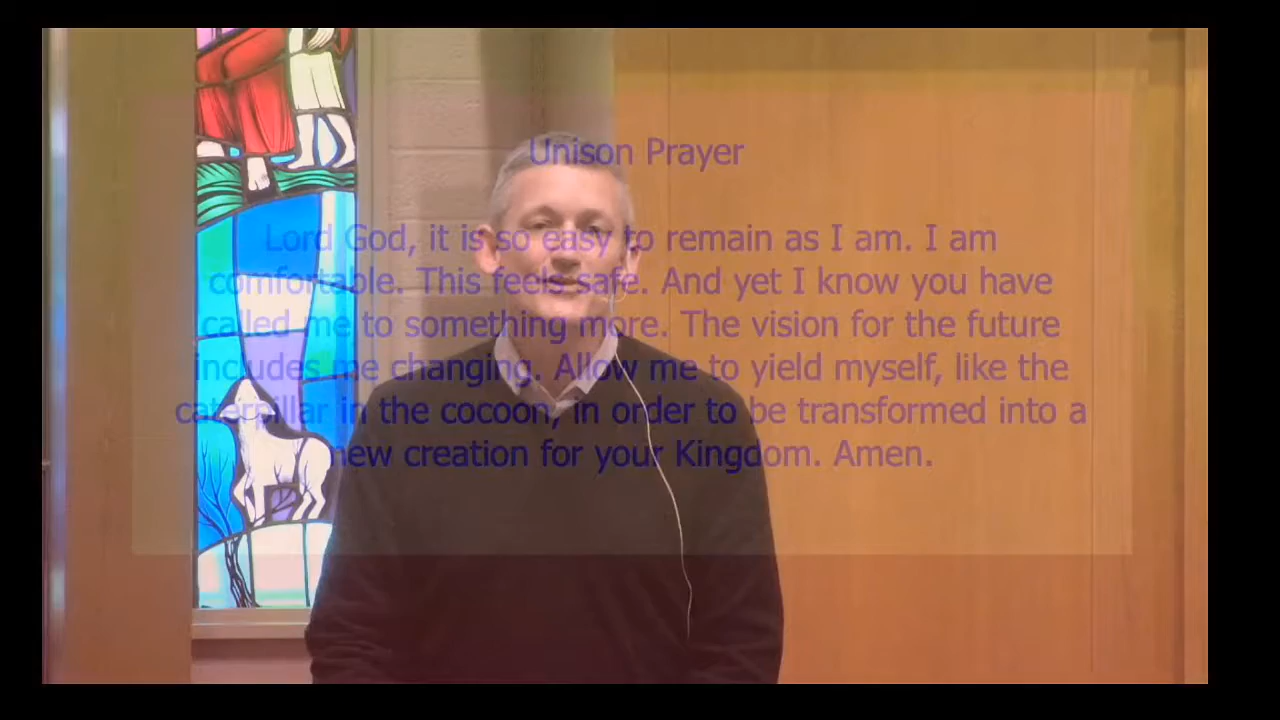 Unison Prayer
Lord God, it is so easy to remain as I am. I am
comfortable. This feels safe. And yet I know you have
called me to something more. The vision for the future
includes me changing. Allow me to yield myself, like the
caterpillar in the cocoon, in order to be transformed into a
new creation for your Kingdom. Amen.